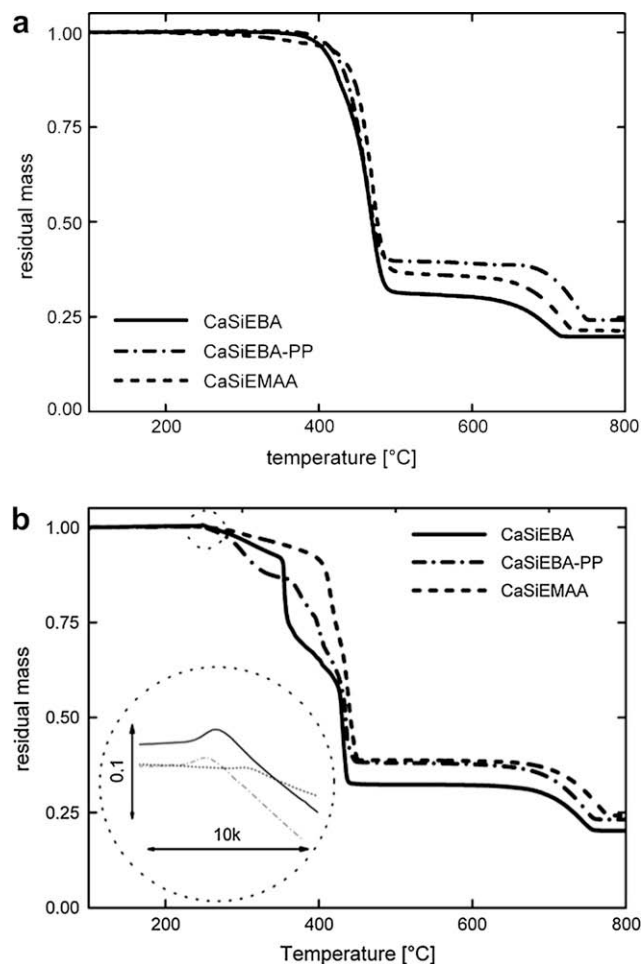 a
1.00
0.75
0.50
0.25
0.00
residual mass
CaSiEBA
CaSiEBA-PP
CaSiEMAA
200 400 600 800
temperature [°C]
b
1.00
0.75
0.50
0.25
0.00
residual mass
CaSiEBA
CaSiEBA-PP
CaSiEMAA
0.1
10k
200 400 600 800
Temperature [°C]